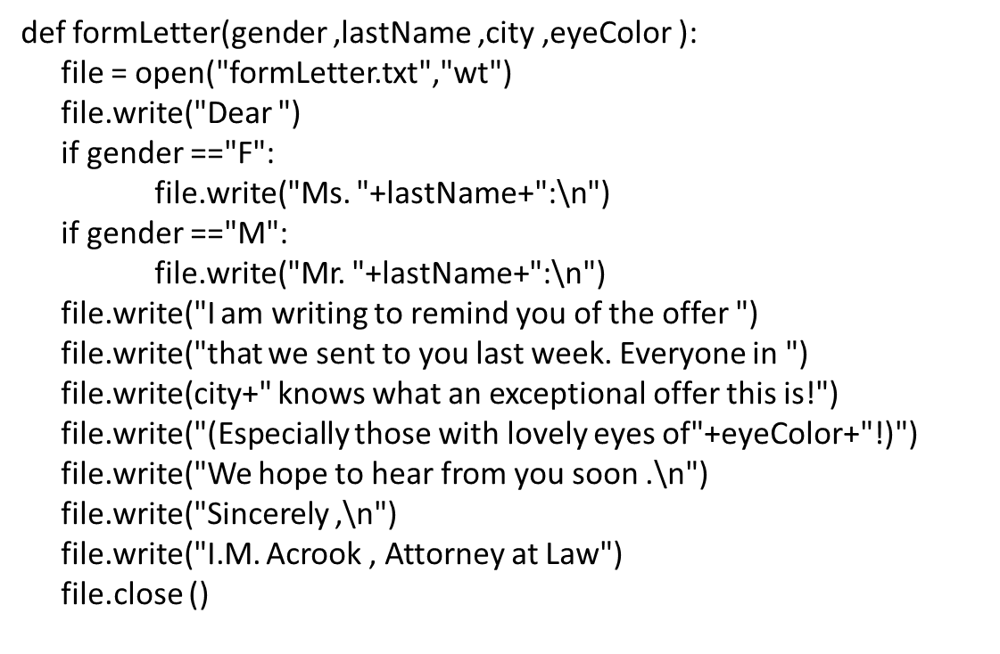 def formLetter(gender ,lastName ,city ,eyeColor ):
file = open("formLetter.txt","wt")
file.write("Dear ")
if gender =="F":
file.write("Ms. "+lastName+":\n")
if gender =="M":
file.write("Mr. "+lastName+":\n")
file.write("I am writing to remind you of the offer ")
file.write("that we sent to you last week. Everyone in ")
file.write(city+" knows what an exceptional offer this is!")
file.write("(Especially those with lovely eyes of"+eyeColor+"!)")
file.write("We hope to hear from you soon .\n")
file.write("Sincerely ,\n")
file.write("I.M. Acrook , Attorney at Law")
file.close ()